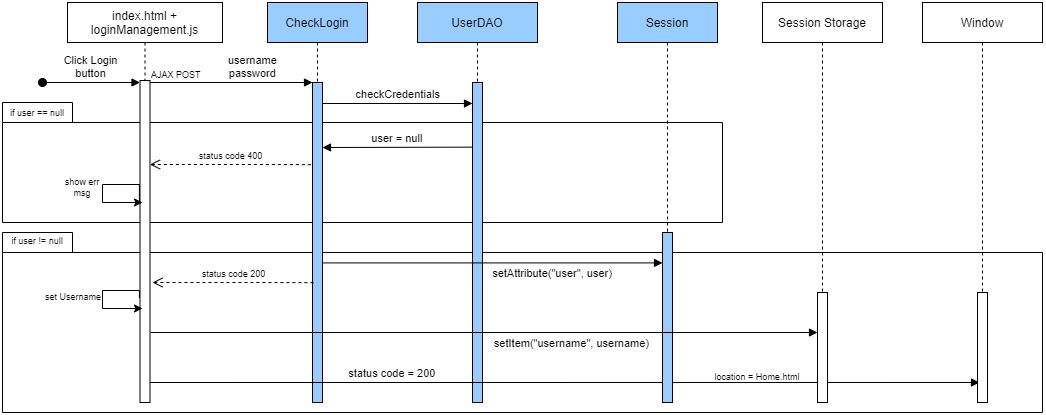 index.html +
loginManagement.js
CheckLogin
UserDAO
Session
Session Storage
Window
Click Login
button
AJAX POST
username
password
checkCredentials
if user == null
user = null
status code 400
show err
msg
if user != null
setAttribute("user", user)
status code 200
set Username
setItem("username", username)
status code = 200
location = Home.html